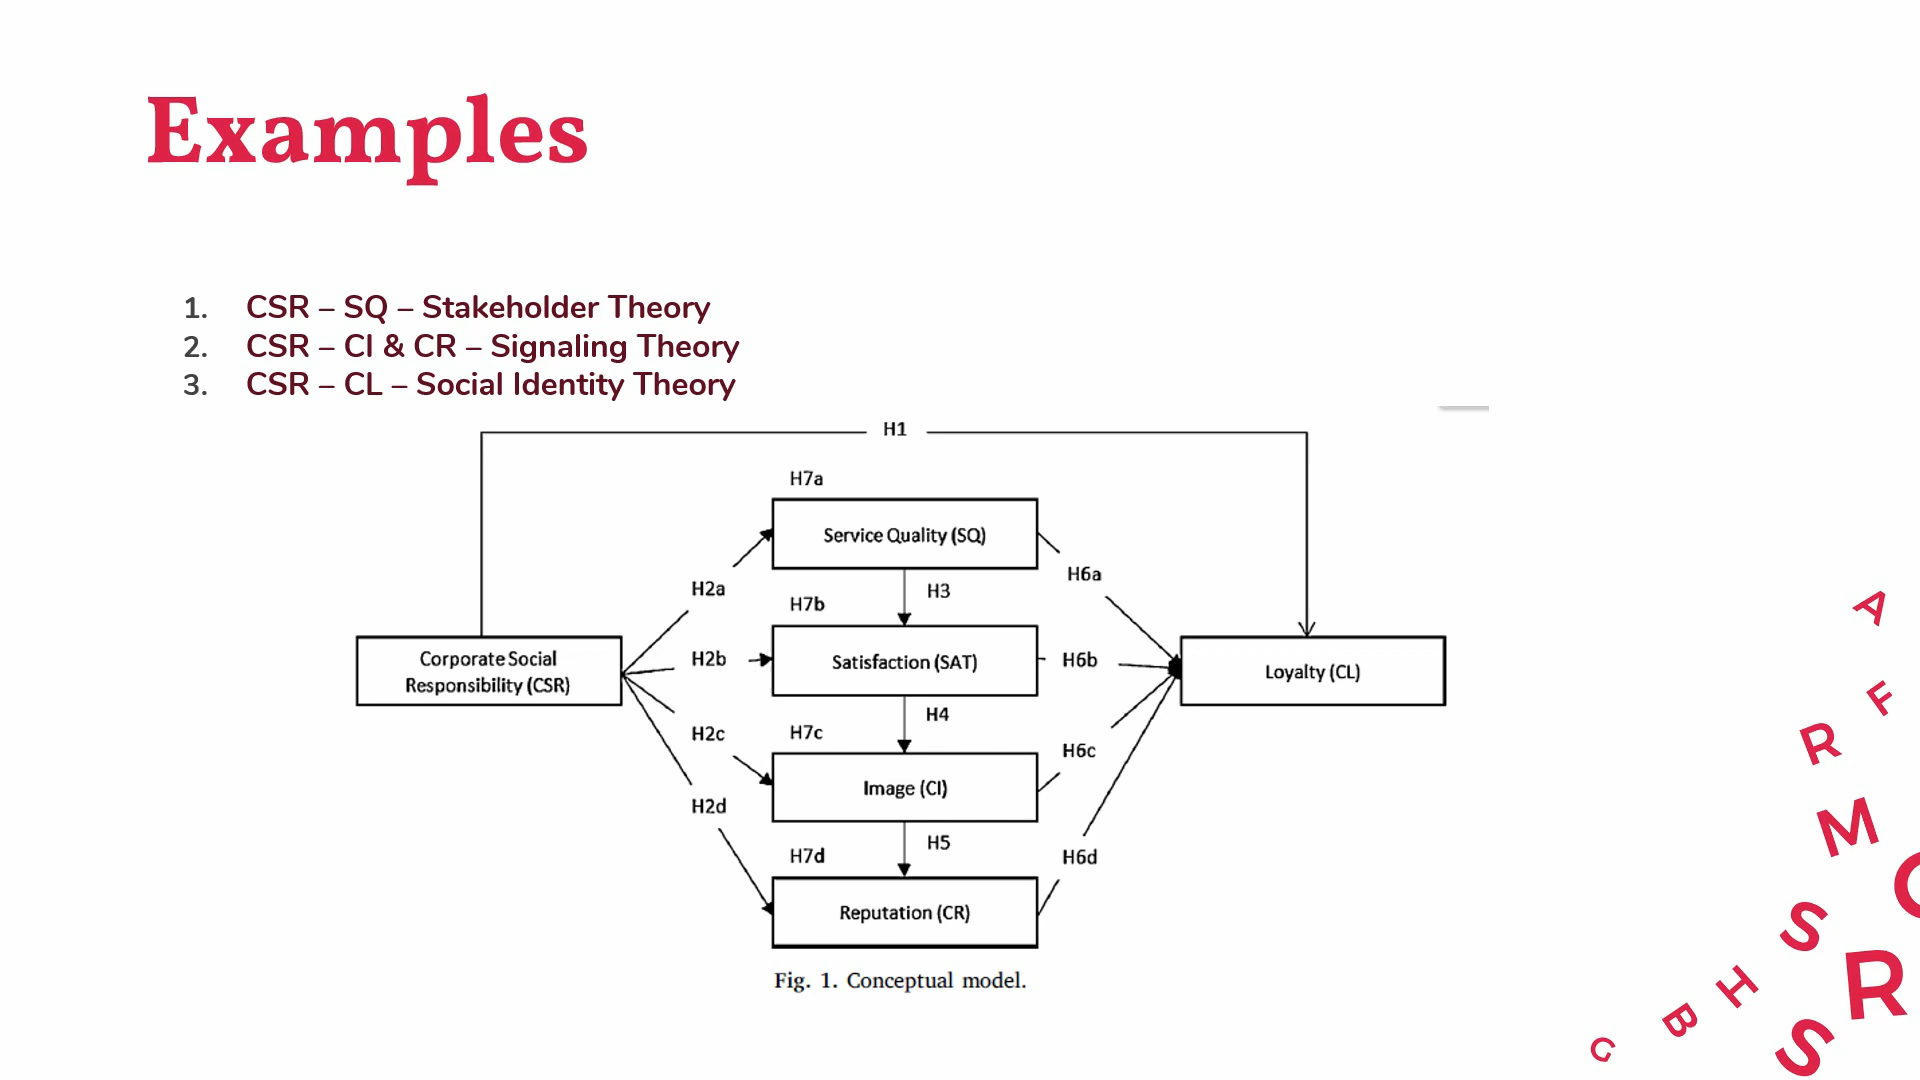 Examples
1. CSR – SQ – Stakeholder Theory
2. CSR – CI & CR – Signaling Theory
3. CSR – CL – Social Identity Theory
H1
H7a
Service Quality (SQ)
H2a
H3
H6a
H7b
Corporate Social
Responsibility (CSR)
H2b
Satisfaction (SAT)
H6b
Loyalty (CL)
H4
H2c
H7c
H6c
Image (CI)
H2d
H5
H7d
H6d
Reputation (CR)
Fig. 1. Conceptual model.
A
F
R
M
S
R
H
B
S
C